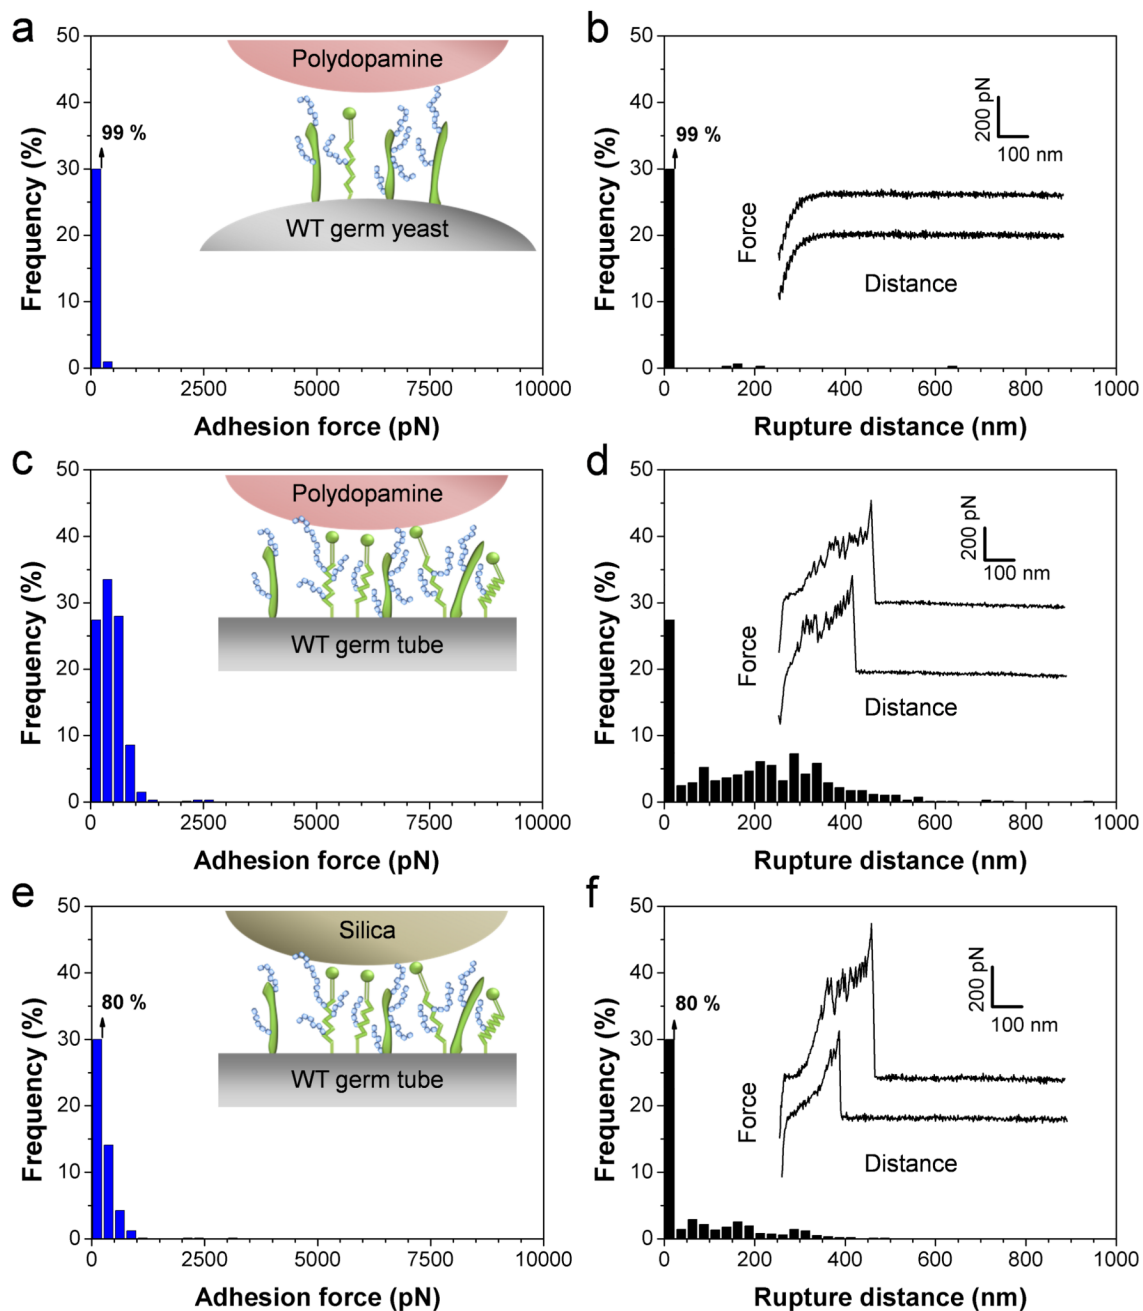 a
50
40
30
20
10
0
Frequency (%)
99 %
Polydopamine
WT germ yeast
0 2500 5000 7500 10000
Adhesion force (pN)
b
50
40
30
20
10
0
Frequency (%)
99 %
200 pN
100 nm
Force
Distance
0 200 400 600 800 1000
Rupture distance (nm)
c
50
40
30
20
10
0
Frequency (%)
Polydopamine
WT germ tube
0 2500 5000 7500 10000
Adhesion force (pN)
d
50
40
30
20
10
0
Frequency (%)
200 pN
100 nm
Force
Distance
0 200 400 600 800 1000
Rupture distance (nm)
e
50
40
30
20
10
0
Frequency (%)
80 %
Silica
WT germ tube
0 2500 5000 7500 10000
Adhesion force (pN)
f
50
40
30
20
10
0
Frequency (%)
80 %
200 pN
100 nm
Force
Distance
0 200 400 600 800 1000
Rupture distance (nm)